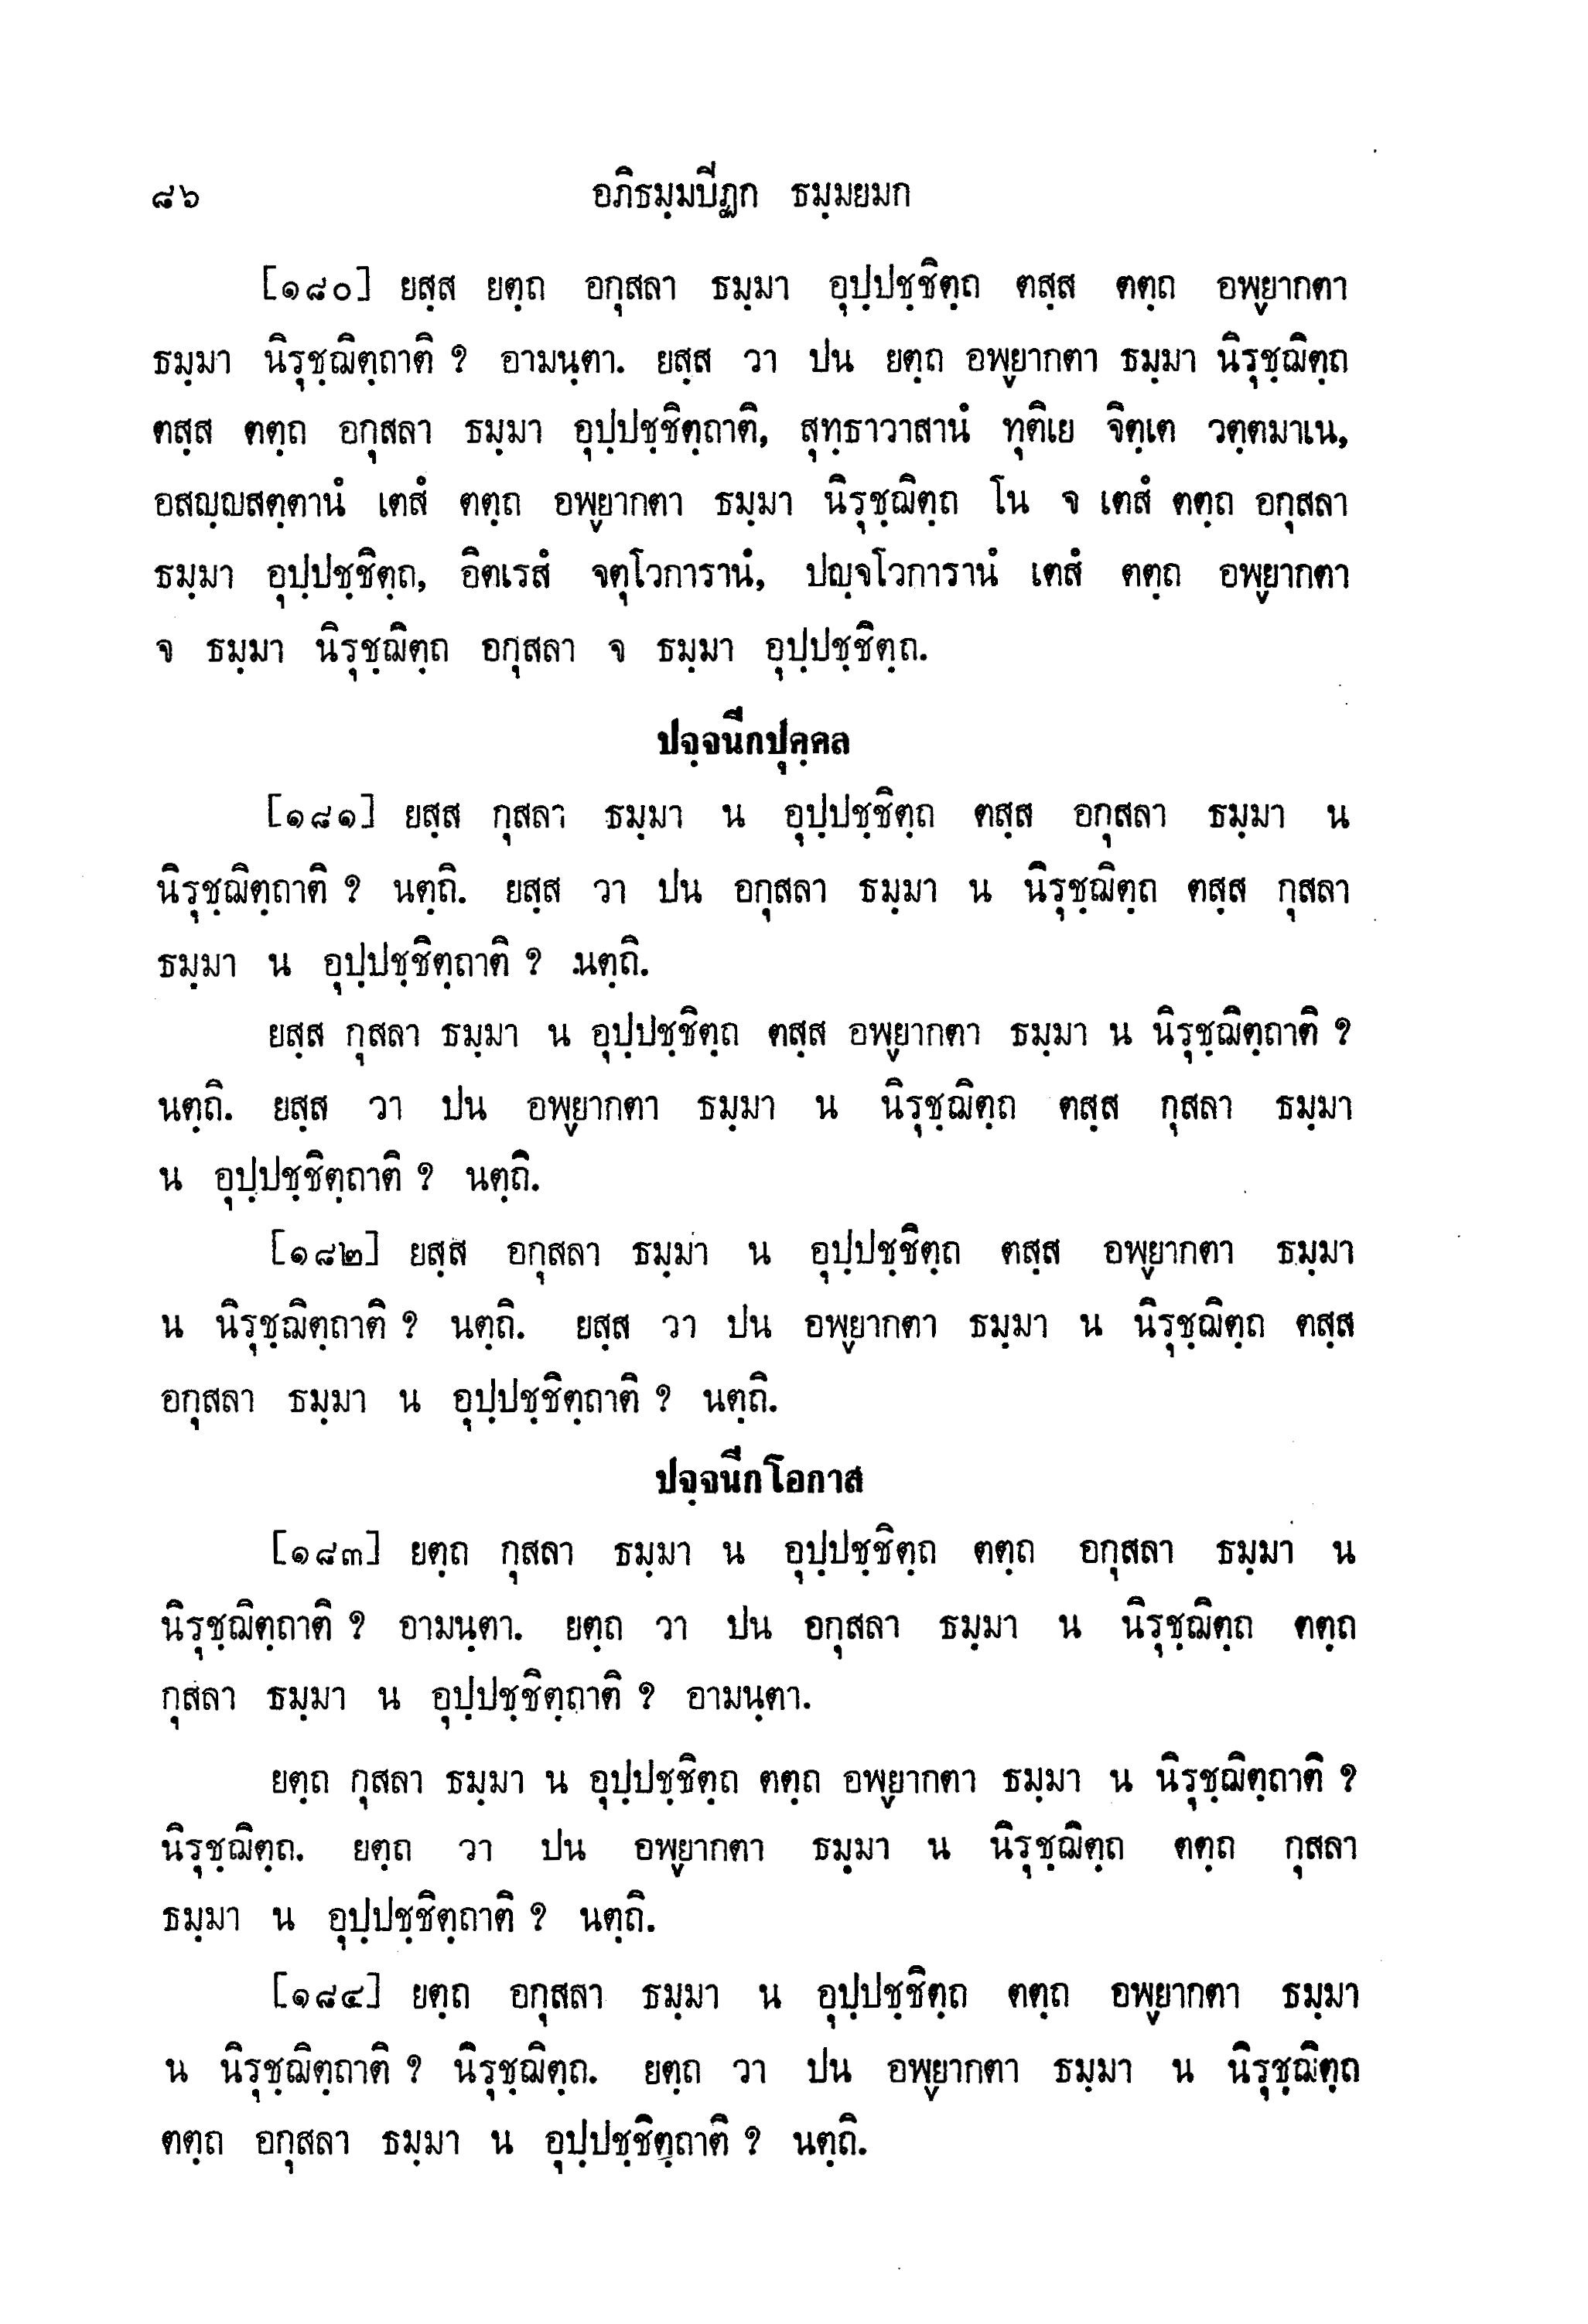 ๘๖ อภิธมฺมปีฏก ธมฺมยมก
[๑๘๐] ยสฺส ยตฺถ อกุสลา ธมฺมา อุปฺปชฺชิตฺถ ตสฺส ตตฺถ อพฺยากตา
ธมฺมา นิรุชฺฌิตฺถาติ ? อามนฺตา. ยสฺส วา ปน ยตฺถ อพฺยากตา ธมฺมา นิรุชฺฌิตฺถ
ตสฺส ตตฺถ อกุสลา ธมฺมา อุปฺปชฺชิตฺถาติ, สุทฺธาวาสานํ ทุติเย จิตฺเต วตฺตมาเน,
อสญฺญสตฺตานํ เตสํ ตตฺถ อพฺยากตา ธมฺมา นิรุชฺฌิตฺถ โน จ เตสํ ตตฺถ อกุสลา
ธมฺมา อุปฺปชฺชิตฺถ, อิตเรสํ จตุโวการานํ, ปญฺจโวการานํ เตสํ ตตฺถ อพฺยากตา
จ ธมฺมา นิรุชฺฌิตฺถ อกุสลา จ ธมฺมา อุปฺปชฺชิตฺถ.
ปจฺจนีกปุคฺคล
[๑๘๑] ยสฺส กุสลา ธมฺมา น อุปฺปชฺชิตฺถ ตสฺส อกุสลา ธมฺมา น
นิรุชฺฌิตฺถาติ ? นตฺถิ. ยสฺส วา ปน อกุสลา ธมฺมา น นิรุชฺฌิตฺถ ตสฺส กุสลา
ธมฺมา น อุปฺปชฺชิตฺถาติ ? นตฺถิ.
ยสฺส กุสลา ธมฺมา น อุปฺปชฺชิตฺถ ตสฺส อพฺยากตา ธมฺมา น นิรุชฺฌิตฺถาติ ?
นตฺถิ. ยสฺส วา ปน อพฺยากตา ธมฺมา น นิรุชฺฌิตฺถ ตสฺส กุสลา ธมฺมา
น อุปฺปชฺชิตฺถาติ ? นตฺถิ.
[๑๘๒] ยสฺส อกุสลา ธมฺมา น อุปฺปชฺชิตฺถ ตสฺส อพฺยากตา ธมฺมา
น นิรุชฺฌิตฺถาติ ? นตฺถิ. ยสฺส วา ปน อพฺยากตา ธมฺมา น นิรุชฺฌิตฺถ ตสฺส
อกุสลา ธมฺมา น อุปฺปชฺชิตฺถาติ ? นตฺถิ.
ปจฺจนีกโอกาส
[๑๘๓] ยตฺถ กุสลา ธมฺมา น อุปฺปชฺชิตฺถ ตตฺถ อกุสลา ธมฺมา น
นิรุชฺฌิตฺถาติ ? อามนฺตา. ยตฺถ วา ปน อกุสลา ธมฺมา น นิรุชฺฌิตฺถ ตตฺถ
กุสลา ธมฺมา น อุปฺปชฺชิตฺถาติ ? อามนฺตา.
ยตฺถ กุสลา ธมฺมา น อุปฺปชฺชิตฺถ ตตฺถ อพฺยากตา ธมฺมา น นิรุชฺฌิตฺถาติ ?
นิรุชฺฌิตฺถ. ยตฺถ วา ปน อพฺยากตา ธมฺมา น นิรุชฺฌิตฺถ ตตฺถ กุสลา
ธมฺมา น อุปฺปชฺชิตฺถาติ ? นตฺถิ.
[๑๘๔] ยตฺถ อกุสลา ธมฺมา น อุปฺปชฺชิตฺถ ตตฺถ อพฺยากตา ธมฺมา
น นิรุชฺฌิตฺถาติ ? นิรุชฺฌิตฺถ. ยตฺถ วา ปน อพฺยากตา ธมฺมา น นิรุชฺฌิตฺถ
ตตฺถ อกุสลา ธมฺมา น อุปฺปชฺชิตฺถาติ ? นตฺถิ.